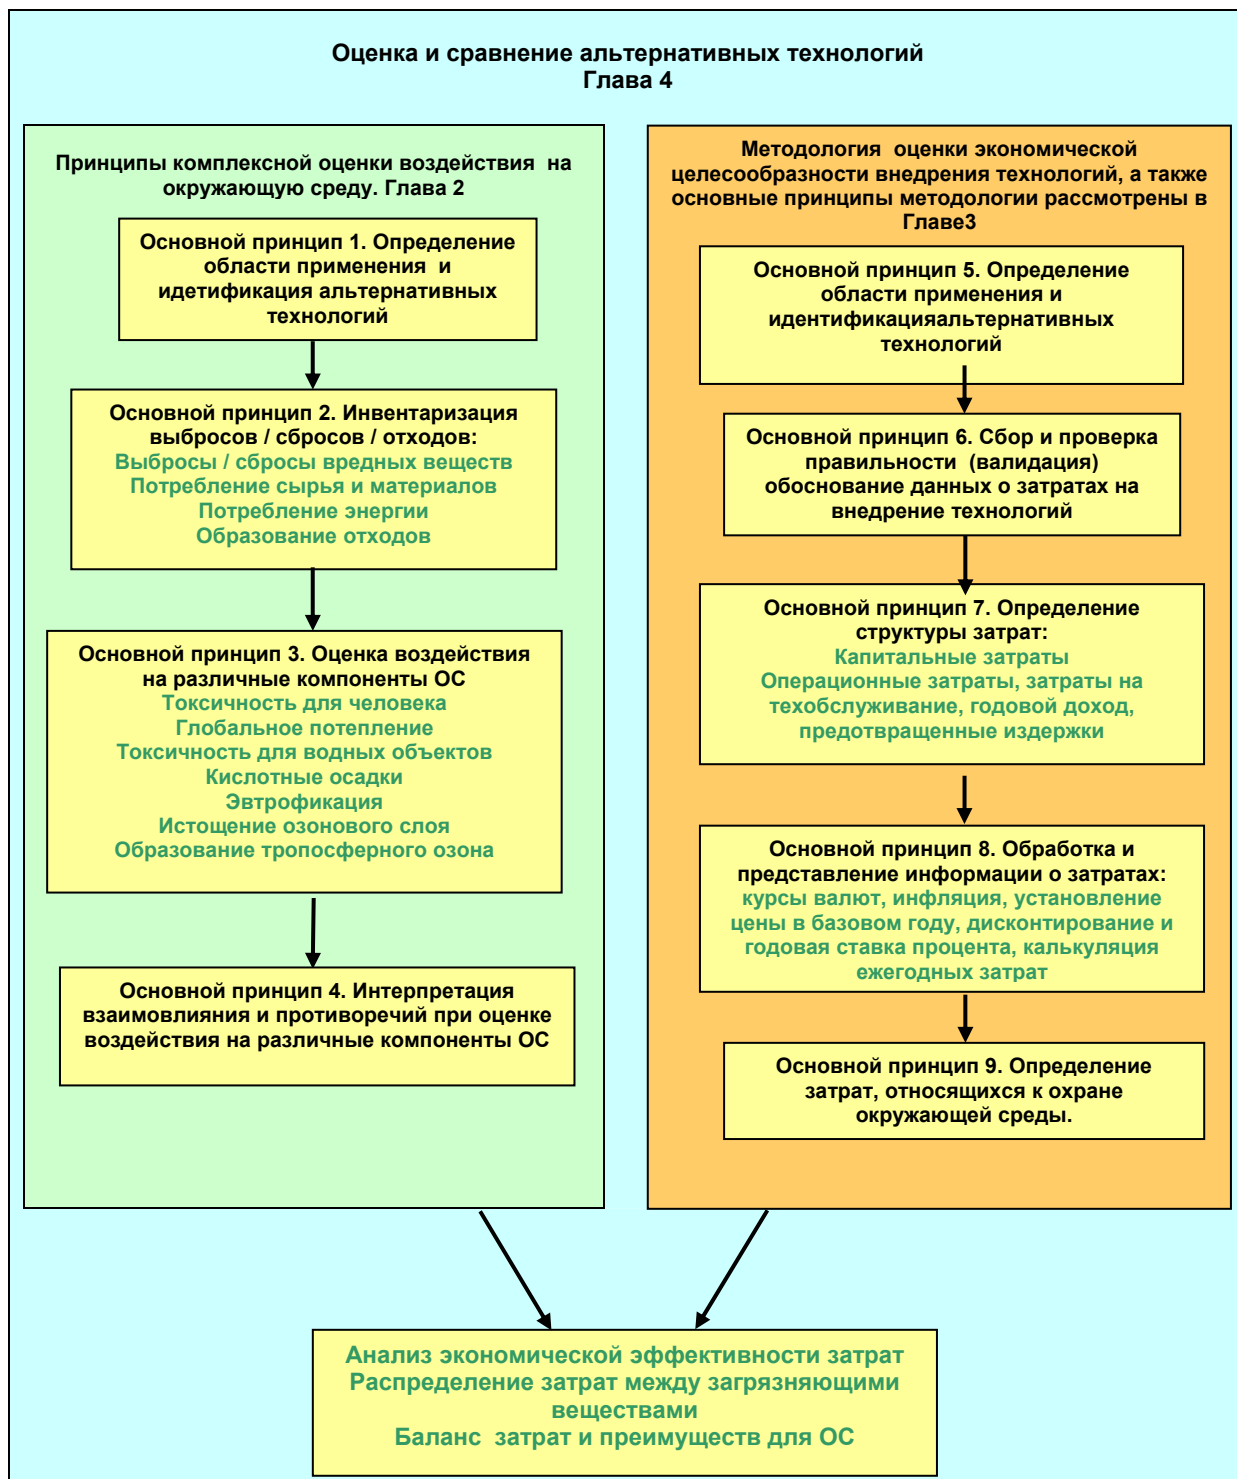 Оценка и сравнение альтернативных технологий
Глава 4
Принципы комплексной оценки воздействия на
окружающую среду. Глава 2
Основной принцип 1. Определение
области применения и
идетификация альтернативных
технологий
Основной принцип 2. Инвентаризация
выбросов / сбросов / отходов:
Выбросы / сбросы вредных веществ
Потребление сырья и материалов
Потребление энергии
Образование отходов
Основной принцип 3. Оценка воздействия
на различные компоненты ОС
Токсичность для человека
Глобальное потепление
Токсичность для водных объектов
Кислотные осадки
Эвтрофикация
Истощение озонового слоя
Образование тропосферного озона
Основной принцип 4. Интерпретация
взаимовлияния и противоречий при оценке
воздействия на различные компоненты ОС
Методология оценки экономической
целесообразности внедрения технологий, а также
основные принципы методологии рассмотрены в
Главе3
Основной принцип 5. Определение
области применения и
идентификацияальтернативных
технологий
Основной принцип 6. Сбор и проверка
правильности (валидация)
обоснование данных о затратах на
внедрение технологий
Основной принцип 7. Определение
структуры затрат:
Капитальные затраты
Операционные затраты, затраты на
техобслуживание, годовой доход,
предотвращенные издержки
Основной принцип 8. Обработка и
представление информации о затратах:
курсы валют, инфляция, установление
цены в базовом году, дисконтирование и
годовая ставка процента, калькуляция
ежегодных затрат
Основной принцип 9. Определение
затрат, относящихся к охране
окружающей среды.
Анализ экономической эффективности затрат
Распределение затрат между загрязняющими
веществами
Баланс затрат и преимуществ для ОС